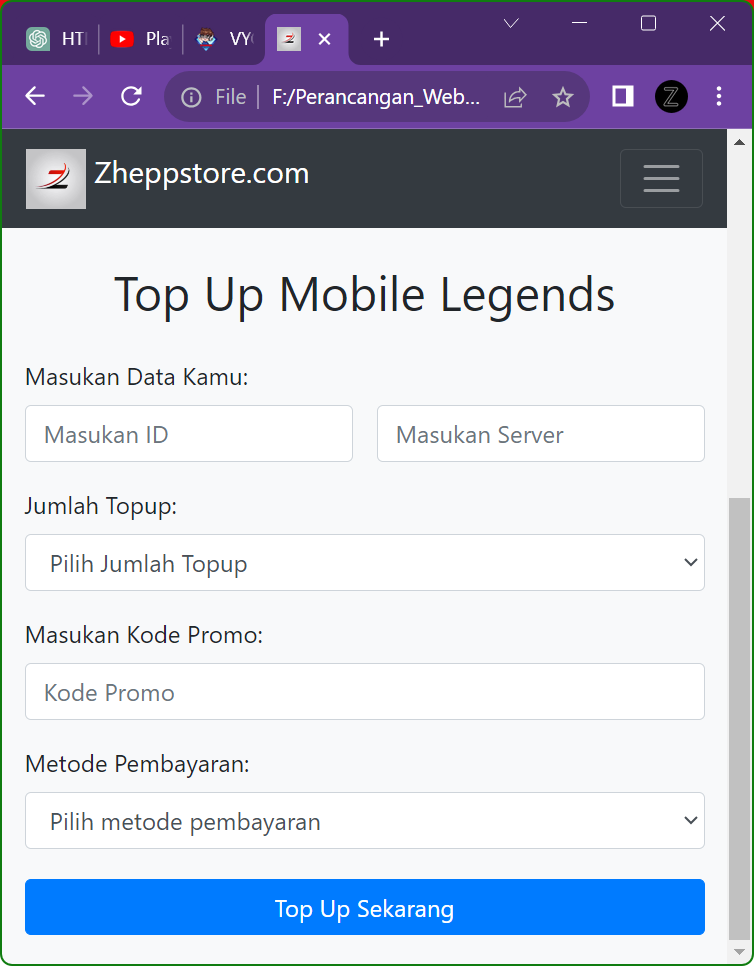 HT Pla VY
File F:/Perancangan_Web... Z
Z Zheppstore.com
Top Up Mobile Legends
Masukan Data Kamu:
Masukan ID Masukan Server
Jumlah Topup:
Pilih Jumlah Topup
Masukan Kode Promo:
Kode Promo
Metode Pembayaran:
Pilih metode pembayaran
Top Up Sekarang